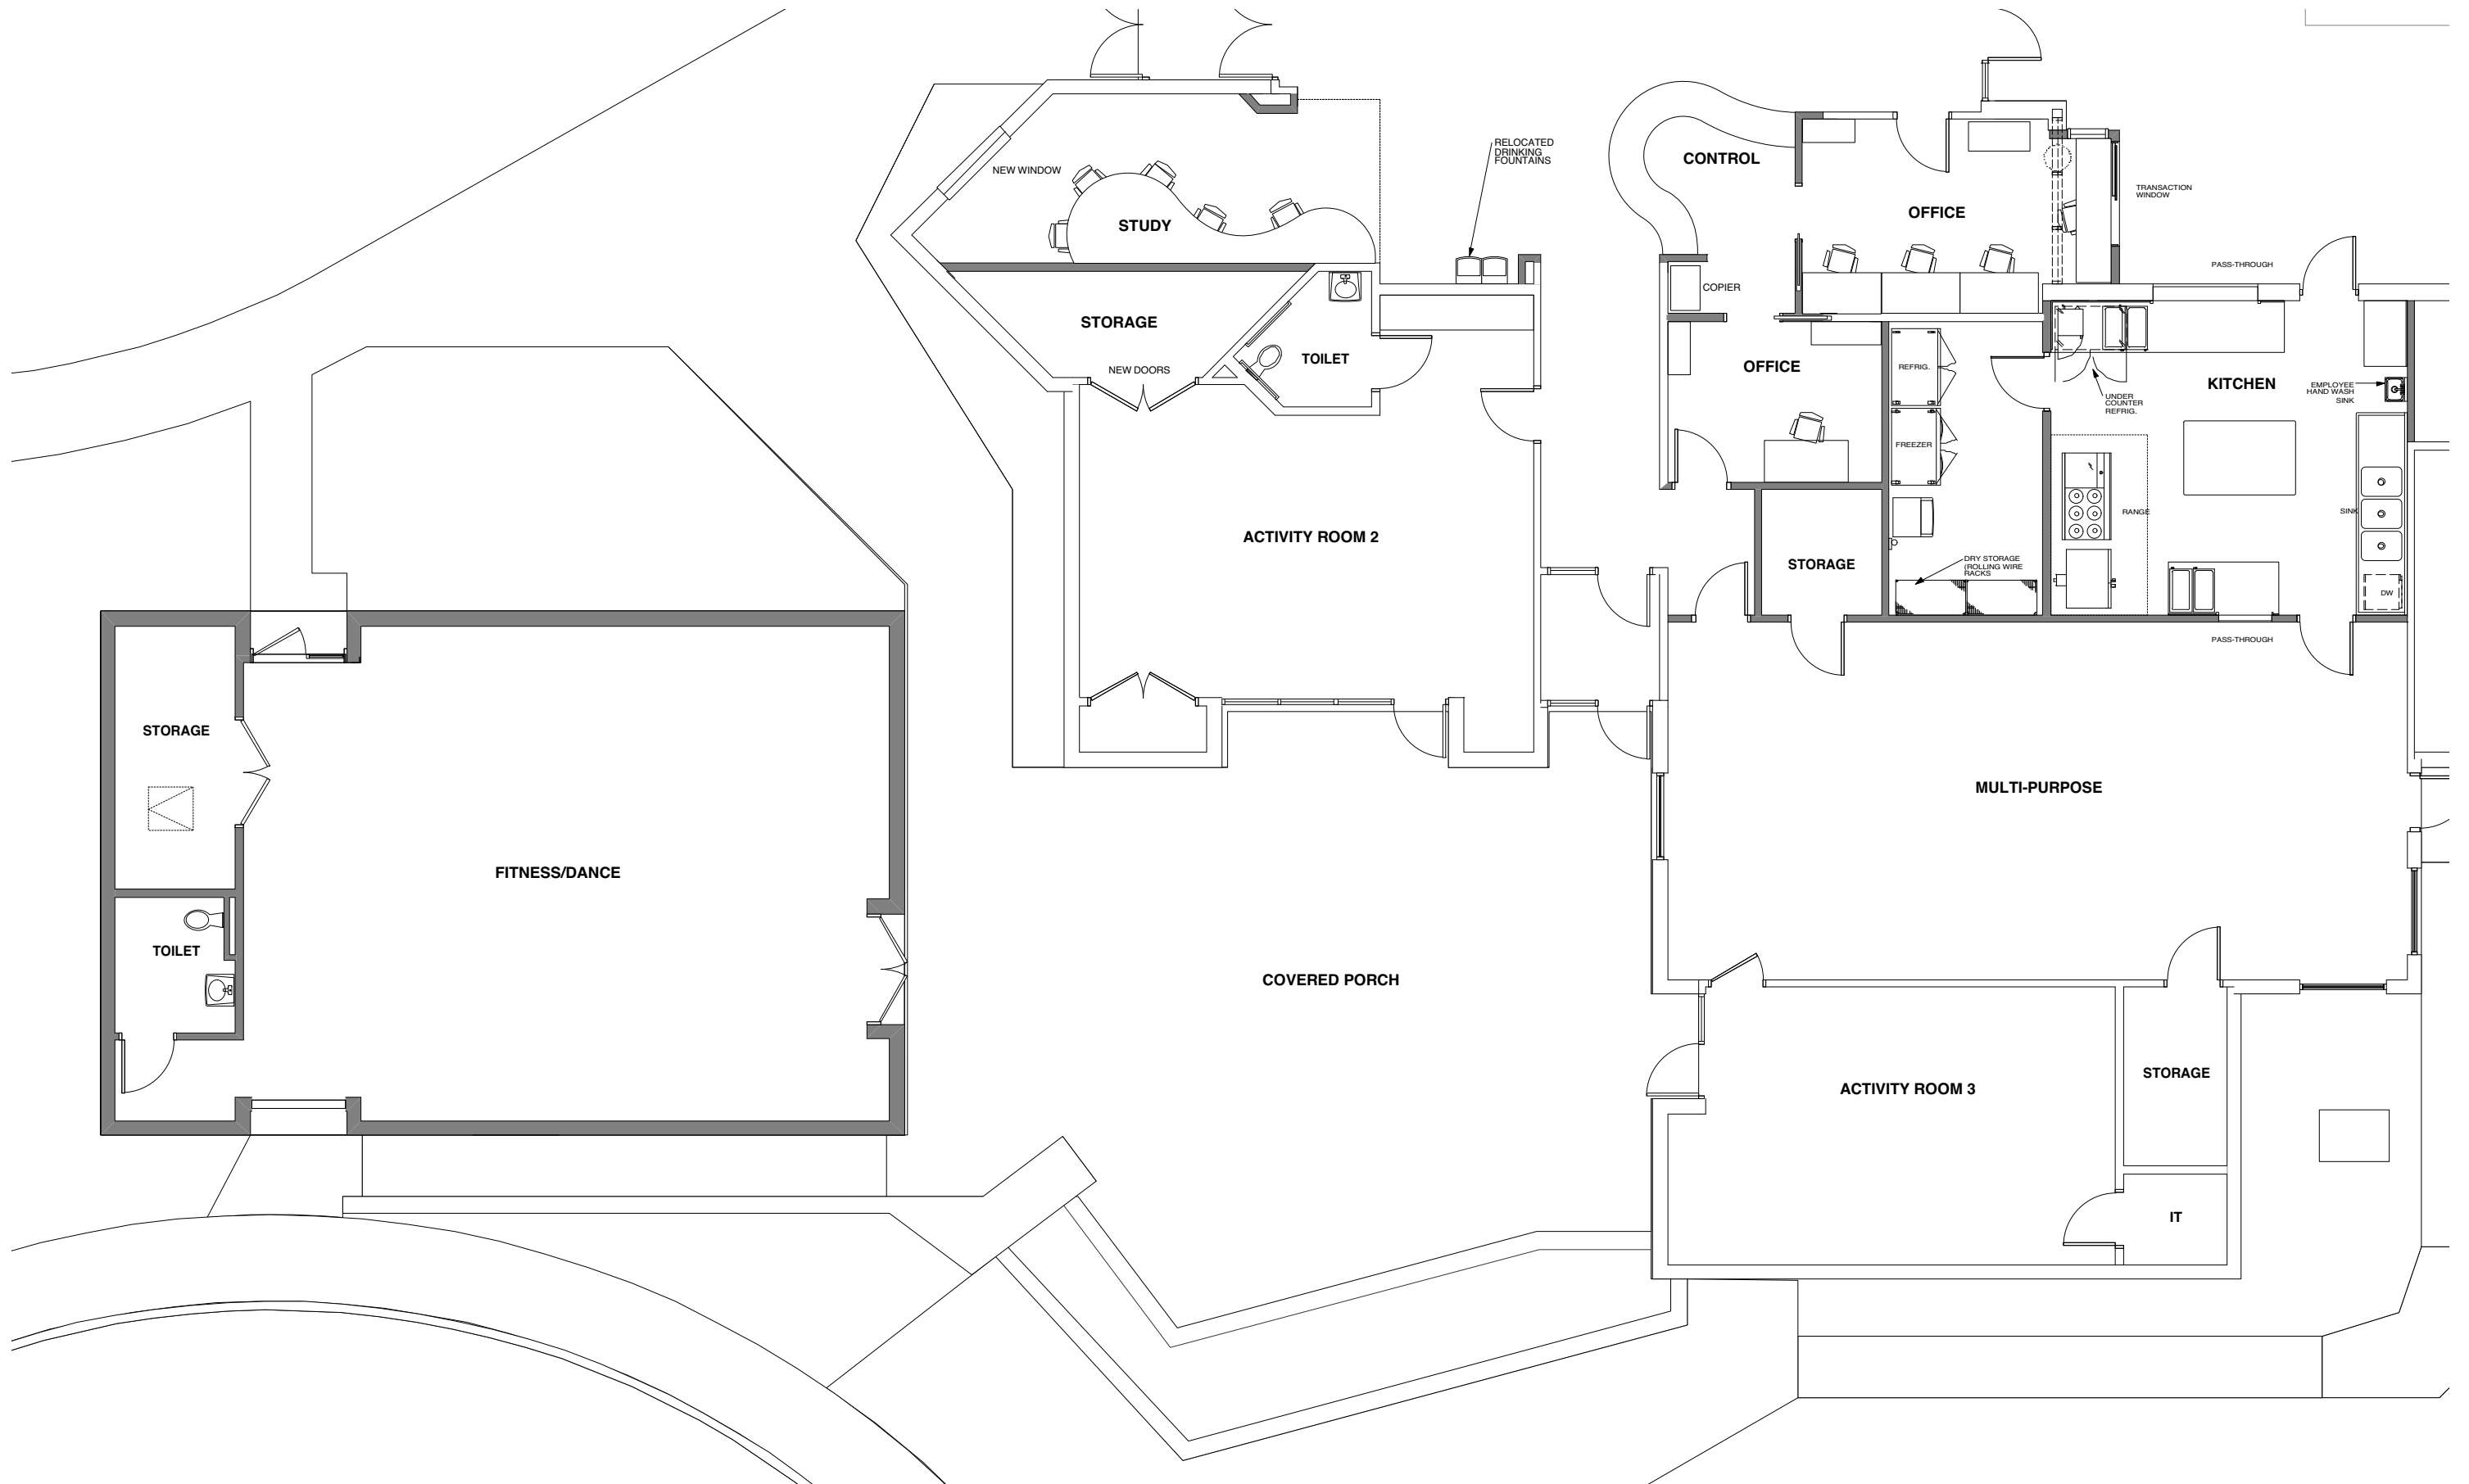 RELOCATED
DRINKING
FOUNTAINS
CONTROL
NEW WINDOW
TRANSACTION
WINDOW
OFFICE
STUDY
PASS-THROUGH
COPIER
STORAGE
TOILET
NEW DOORS
OFFICE
REFRIG.
KITCHEN
EMPLOYEE
HAND WASH
SINK
UNDER
COUNTER
REFRIG.
FREEZER
RANGE
SINK
ACTIVITY ROOM 2
STORAGE
DRY STORAGE
(ROLLING WIRE
RACKS
DW
PASS-THROUGH
STORAGE
MULTI-PURPOSE
FITNESS/DANCE
TOILET
COVERED PORCH
STORAGE
ACTIVITY ROOM 3
IT